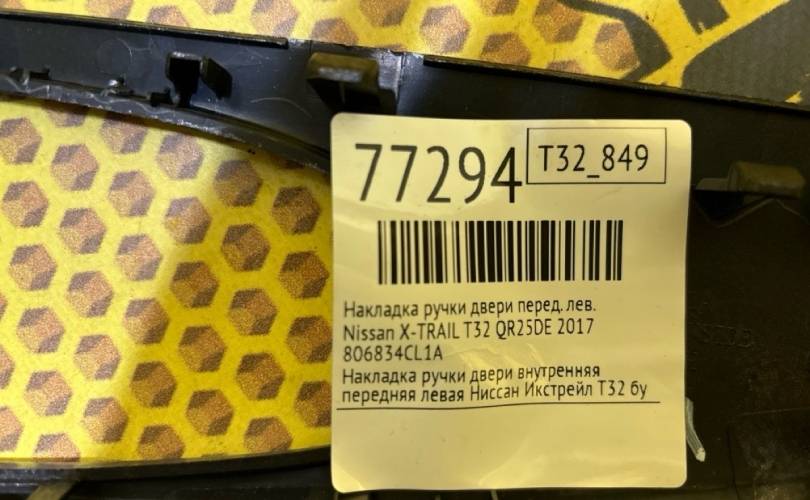 77294
T32_849
Накладка ручки двери перед. лев.
Nissan X-TRAIL T32 QR25DE 2017
806834CL1A
Накладка ручки двери внутренняя
передняя левая Ниссан Икстрейл Т32 бу